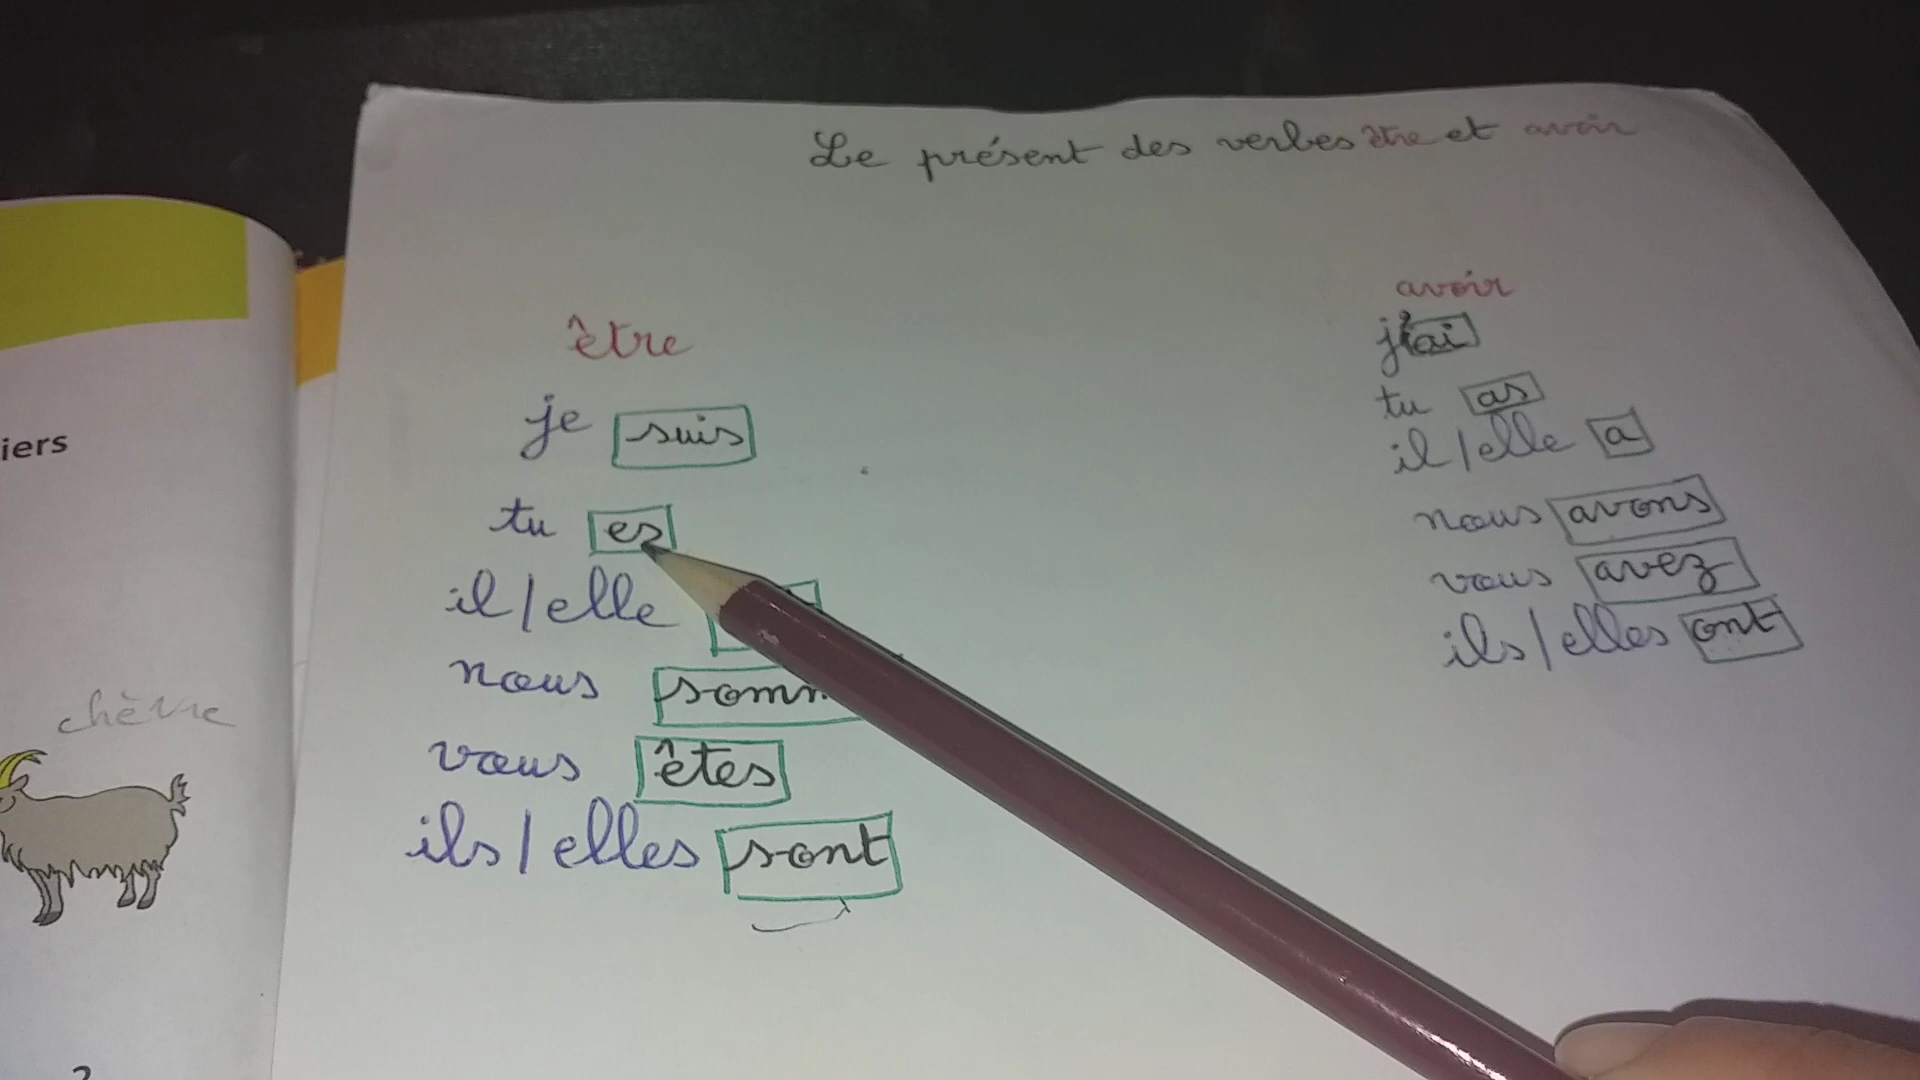 Le présent des verbes être et avoir
être
je suis
tu es
il/elle
nous
vous êtes
ils/elles sont
avoir
j'ai
tu as
il/elle a
nous avons
vous avez
ils/elles ont
iers
chèvre